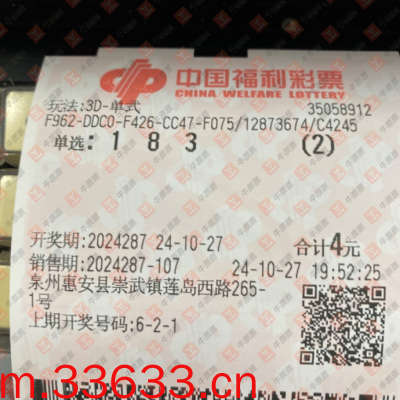 中国福利彩票
CHINA WELFARE LOTTERY
玩法:3D-单式 35058912
F962-DDC0-F426-CC47-F075/12873674/C4245
单选: 1 8 3 (2)
开奖期:2024287 24-10-27 合计4元
销售期:2024287-107 24-10-27 19:52:25
泉州惠安县崇武镇莲岛西路265-
1号
上期开奖号码:6-2-1
m.33633.cn